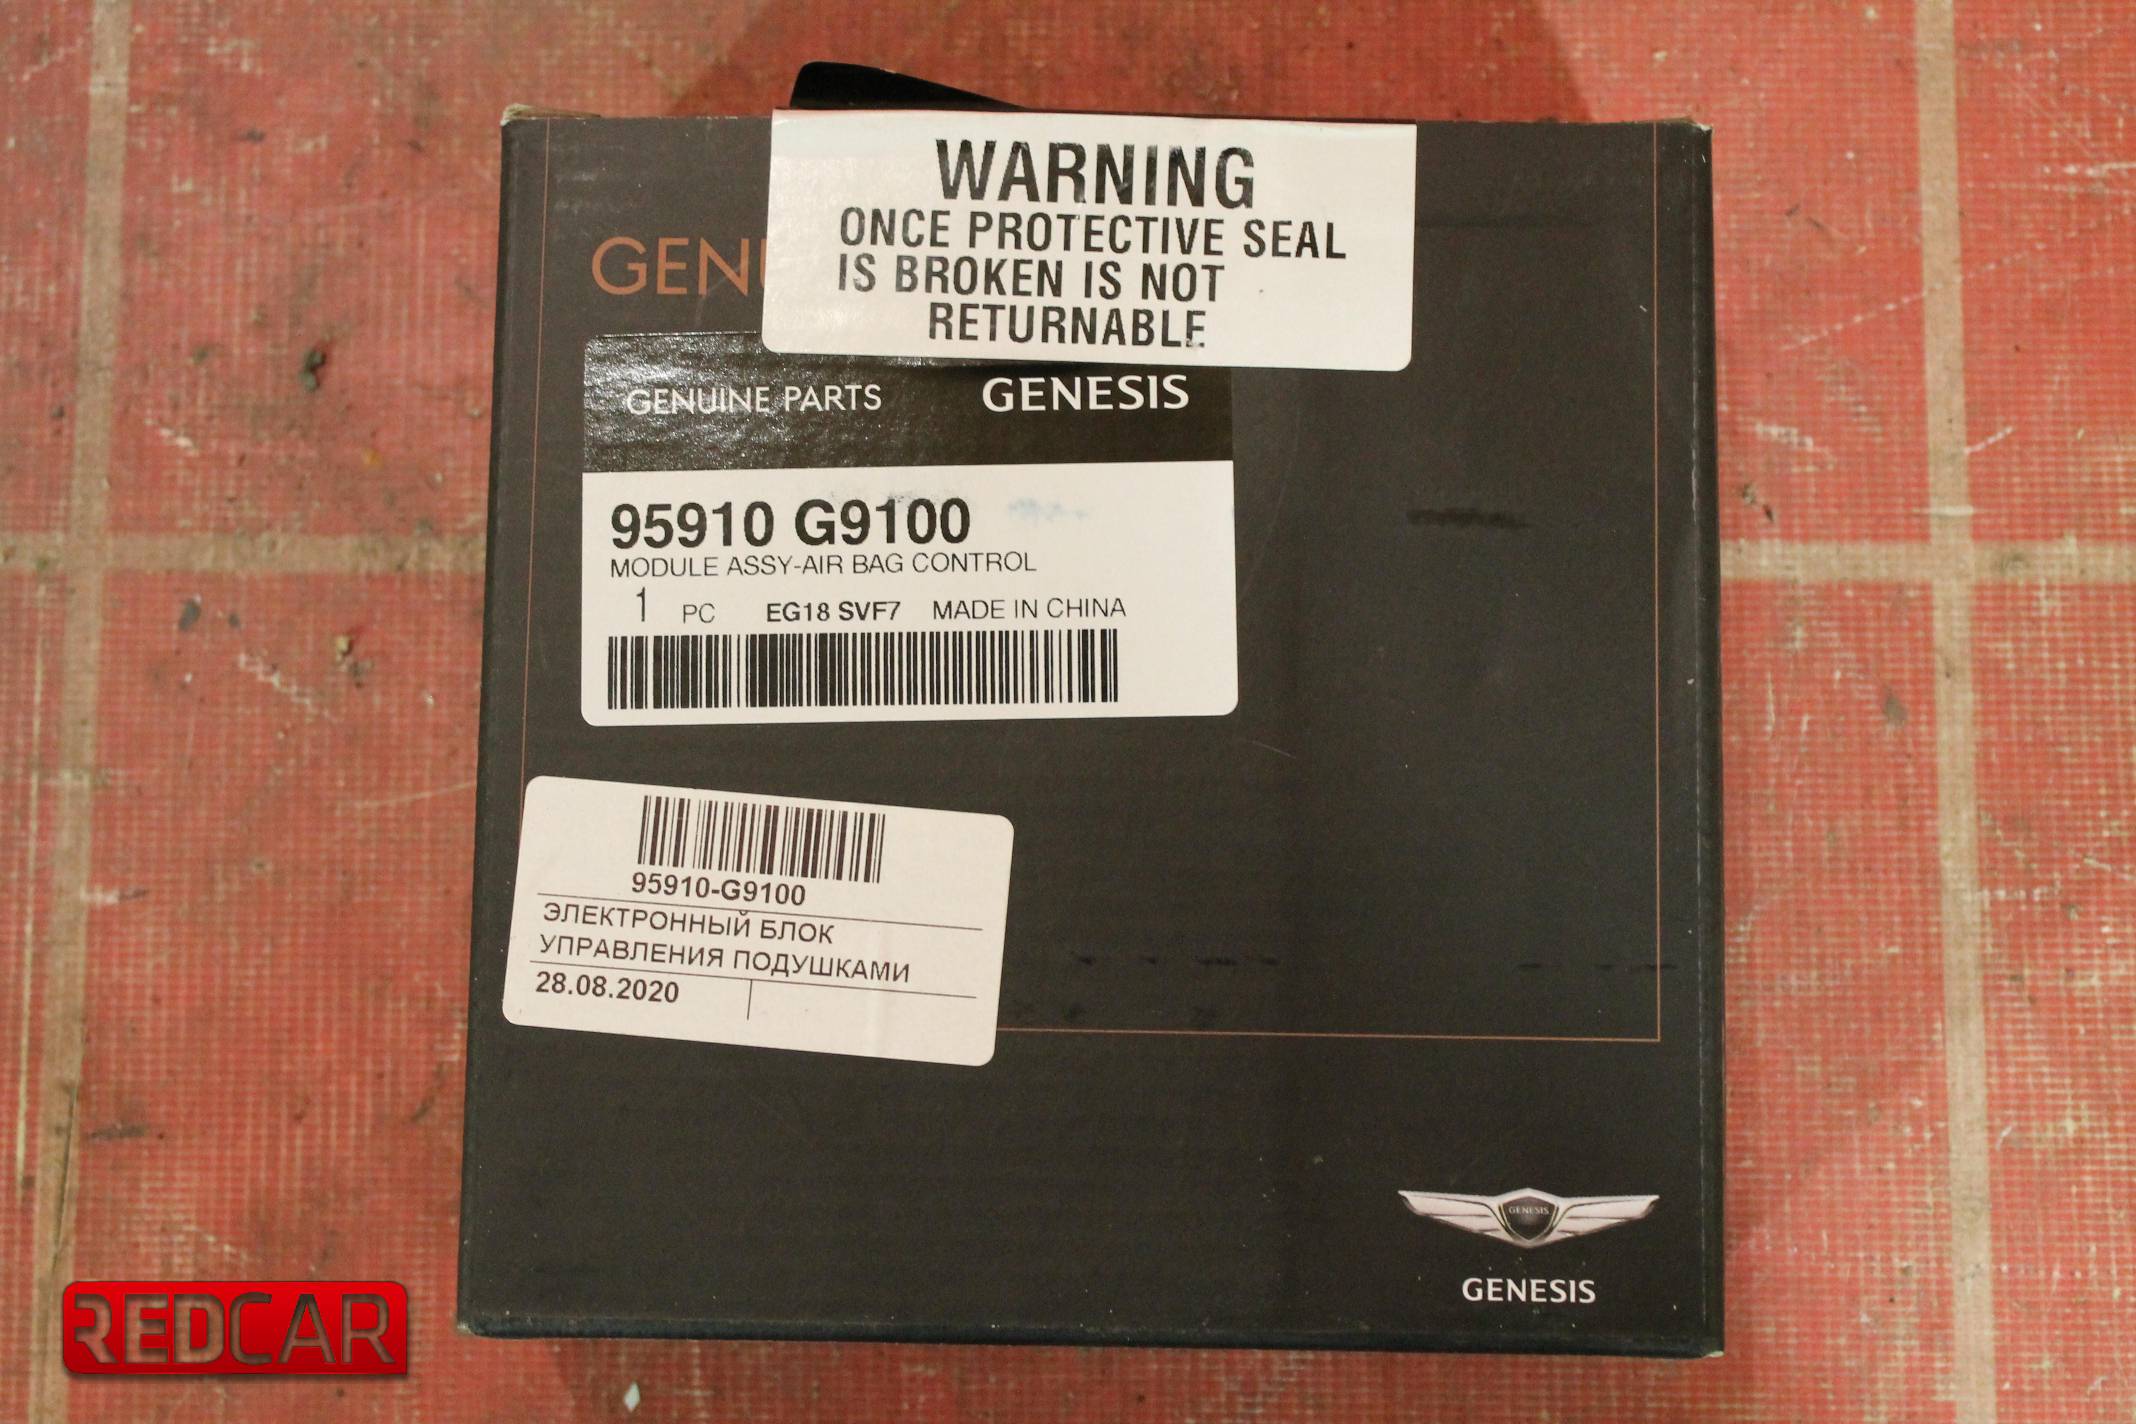 WARNING
ONCE PROTECTIVE SEAL
IS BROKEN IS NOT
RETURNABLE
GENUINE PARTS GENESIS
95910 G9100
MODULE ASSY-AIR BAG CONTROL
1 PC EG18 SVF7 MADE IN CHINA
95910-G9100
ЭЛЕКТРОННЫЙ БЛОК
УПРАВЛЕНИЯ ПОДУШКАМИ
28.08.2020
GENESIS
GENESIS
REDCAR